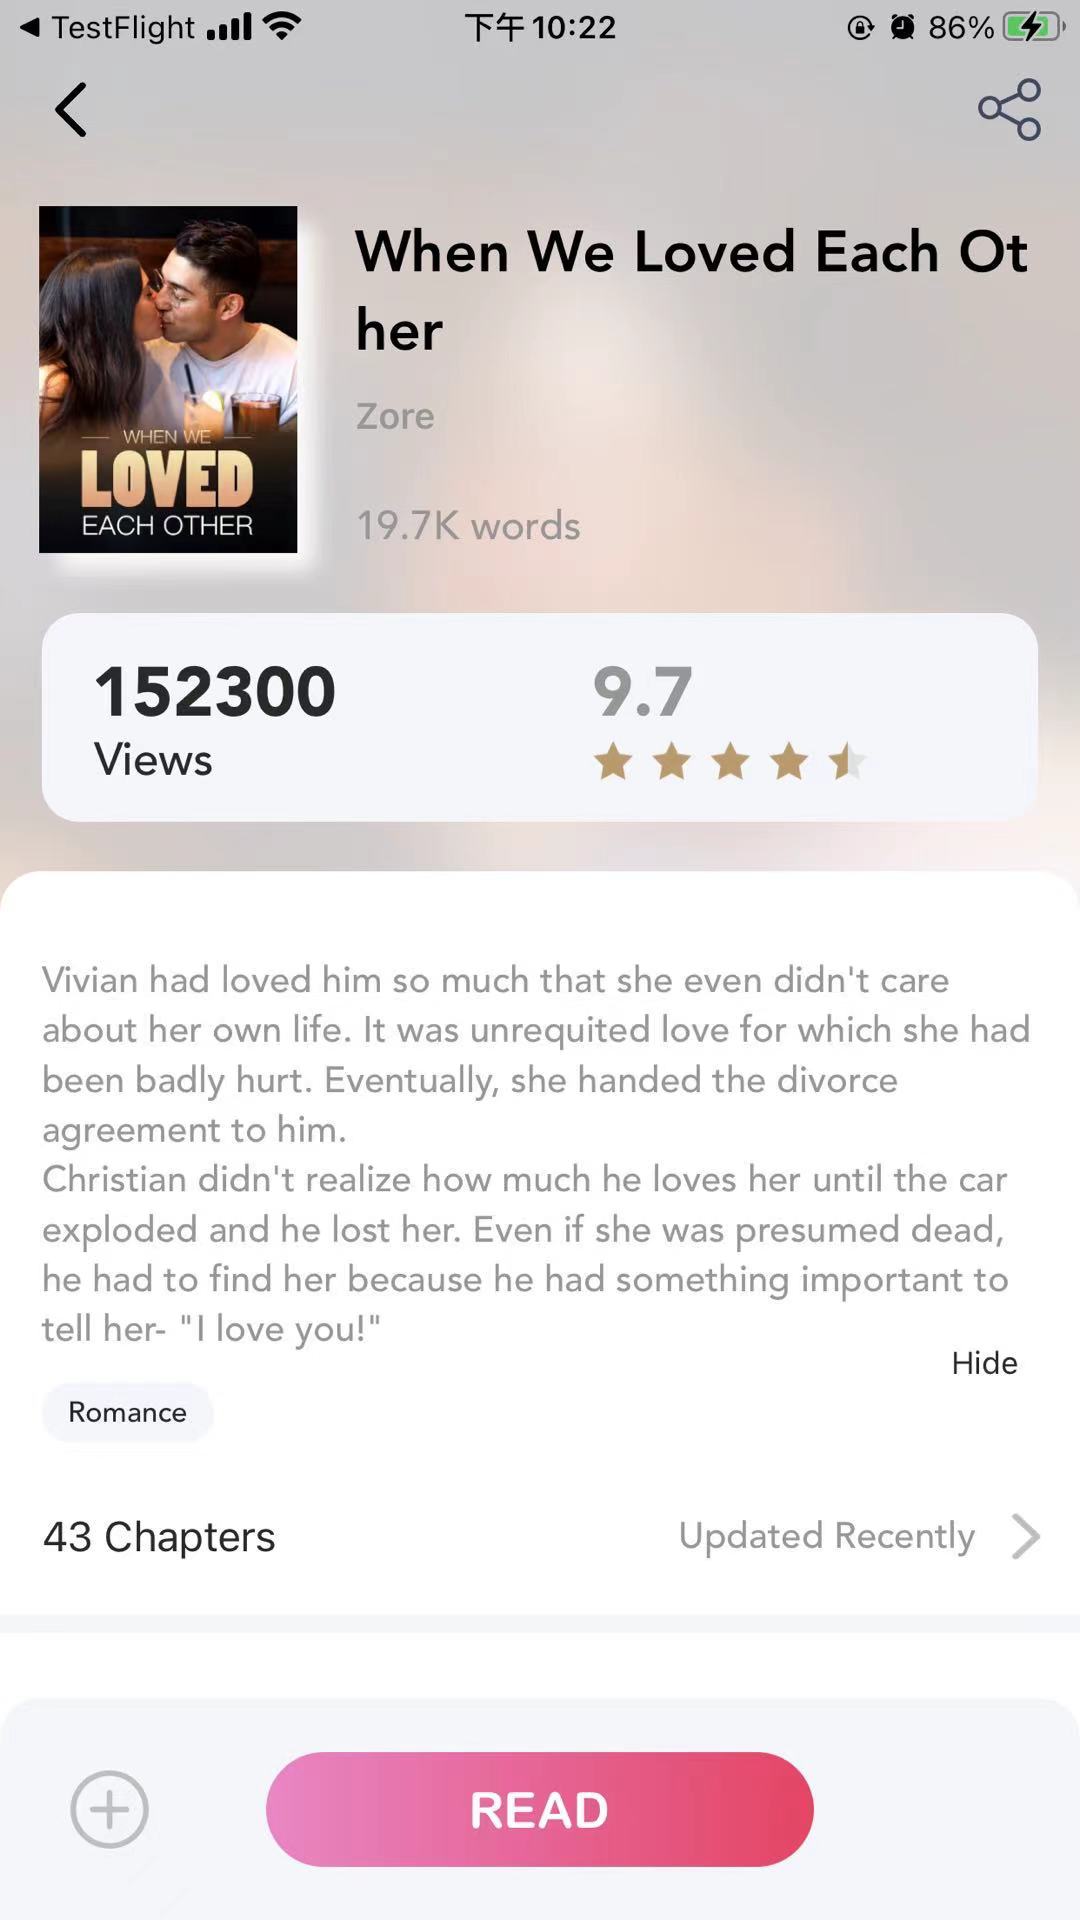 TestFlight
下午10:22
86%
When We Loved Each Ot
her
Zore
19.7K words
WHEN WE
LOVED
EACH OTHER
152300
Views
9.7
Vivian had loved him so much that she even didn't care
about her own life. It was unrequited love for which she had
been badly hurt. Eventually, she handed the divorce
agreement to him.
Christian didn't realize how much he loves her until the car
exploded and he lost her. Even if she was presumed dead,
he had to find her because he had something important to
tell her- "I love you!"
Hide
Romance
43 Chapters
Updated Recently
READ